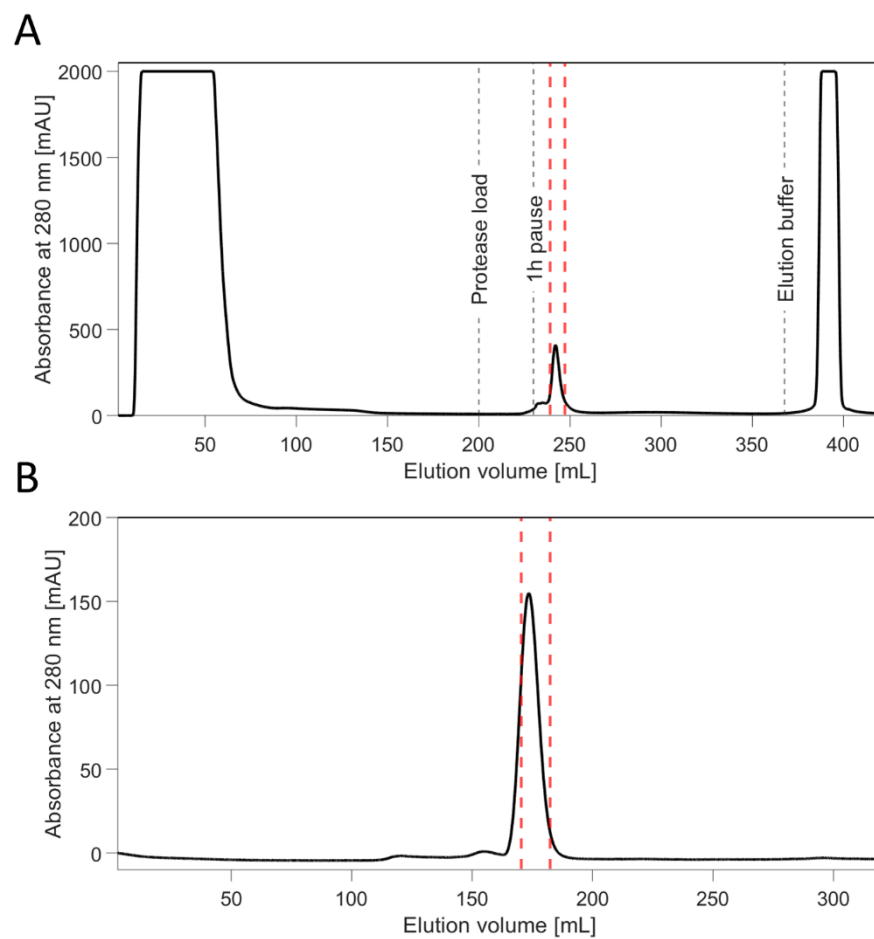 A
Absorbance at 280 nm [mAU]
2000
1500
1000
500
0
Protease load
1h pause
Elution buffer
50 100 150 200 250 300 350 400
Elution volume [mL]
B
Absorbance at 280 nm [mAU]
200
150
100
50
0
50 100 150 200 250 300
Elution volume [mL]